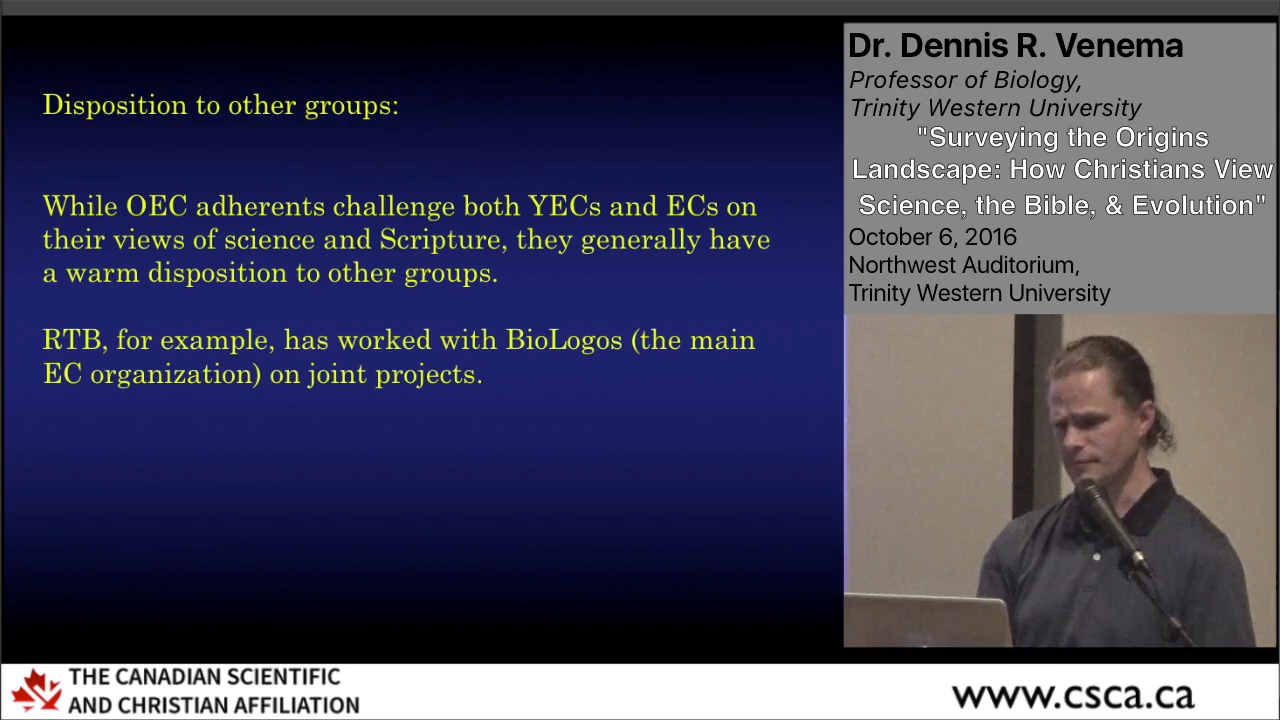 Disposition to other groups:
While OEC adherents challenge both YECs and ECs on
their views of science and Scripture, they generally have
a warm disposition to other groups.
RTB, for example, has worked with BioLogos (the main
EC organization) on joint projects.
Dr. Dennis R. Venema
Professor of Biology,
Trinity Western University
"Surveying the Origins
Landscape: How Christians View
Science, the Bible, & Evolution"
October 6, 2016
Northwest Auditorium,
Trinity Western University
THE CANADIAN SCIENTIFIC
AND CHRISTIAN AFFILIATION
www.csca.ca